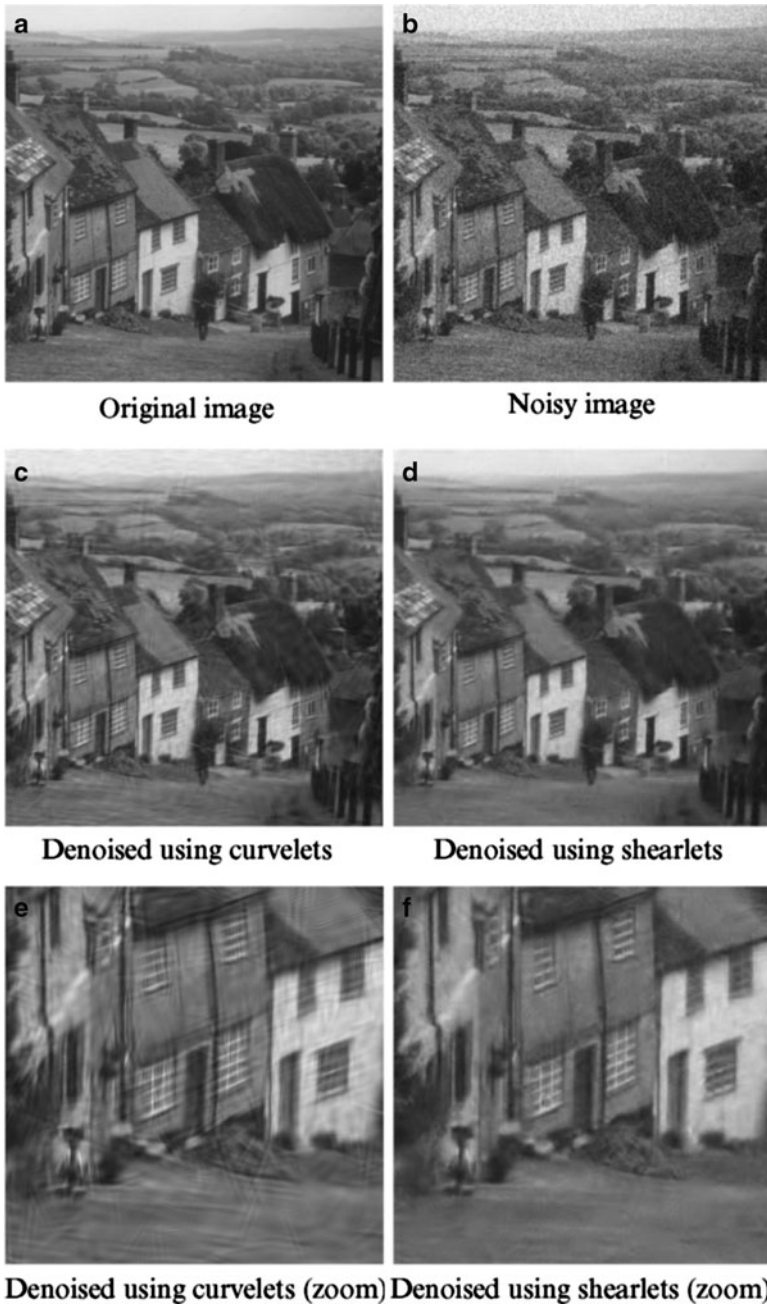 a
b
Original image
Noisy image
c
d
Denoised using curvelets
Denoised using shearlets
e
f
Denoised using curvelets (zoom)
Denoised using shearlets (zoom)